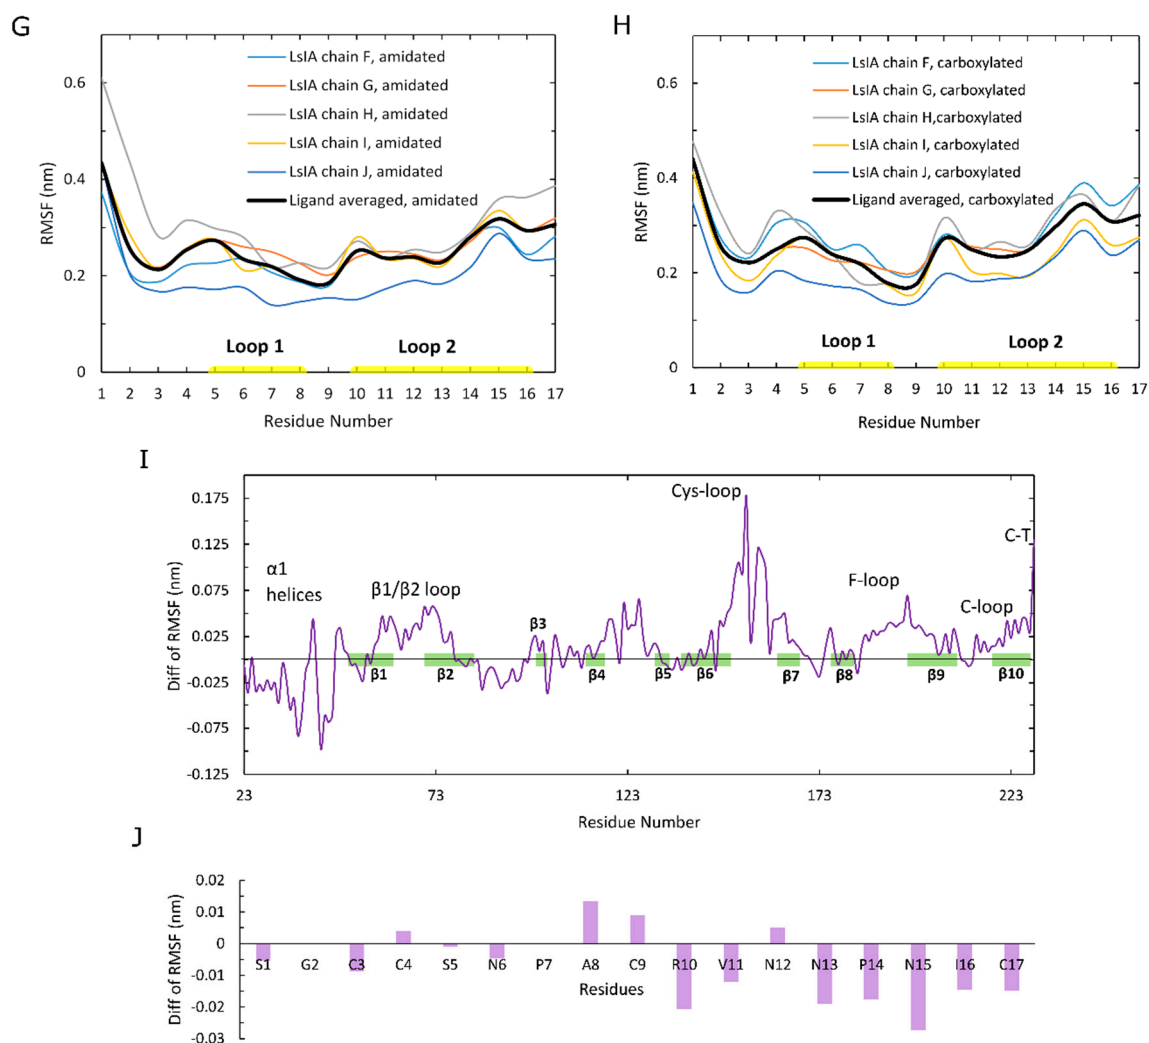 G
LsIA chain F, amidated
LsIA chain G, amidated
LsIA chain H, amidated
LsIA chain I, amidated
LsIA chain J, amidated
Ligand averaged, amidated
0.6
0.4
0.2
0
RMSF (nm)
Loop 1
Loop 2
1 2 3 4 5 6 7 8 9 10 11 12 13 14 15 16 17
Residue Number
H
LsIA chain F, carboxylated
LsIA chain G, carboxylated
LsIA chain H,carboxylated
LsIA chain I, carboxylated
LsIA chain J, carboxylated
Ligand averaged, carboxylated
0.6
0.4
0.2
0
RMSF (nm)
Loop 1
Loop 2
1 2 3 4 5 6 7 8 9 10 11 12 13 14 15 16 17
Residue Number
I
Diff of RMSF (nm)
0.175
0.125
0.075
0.025
-0.025
-0.075
-0.125
α1
helices
β1/β2 loop
Cys-loop
F-loop
C-loop
C-T
β1
β2
β3
β4
β5
β6
β7
β8
β9
β10
23 73 123 173 223
Residue Number
J
Diff of RMSF (nm)
0.02
0.01
0
-0.01
-0.02
-0.03
S1 G2 C3 C4 S5 N6 P7 A8 C9 R10 V11 N12 N13 P14 N15 I16 C17
Residues